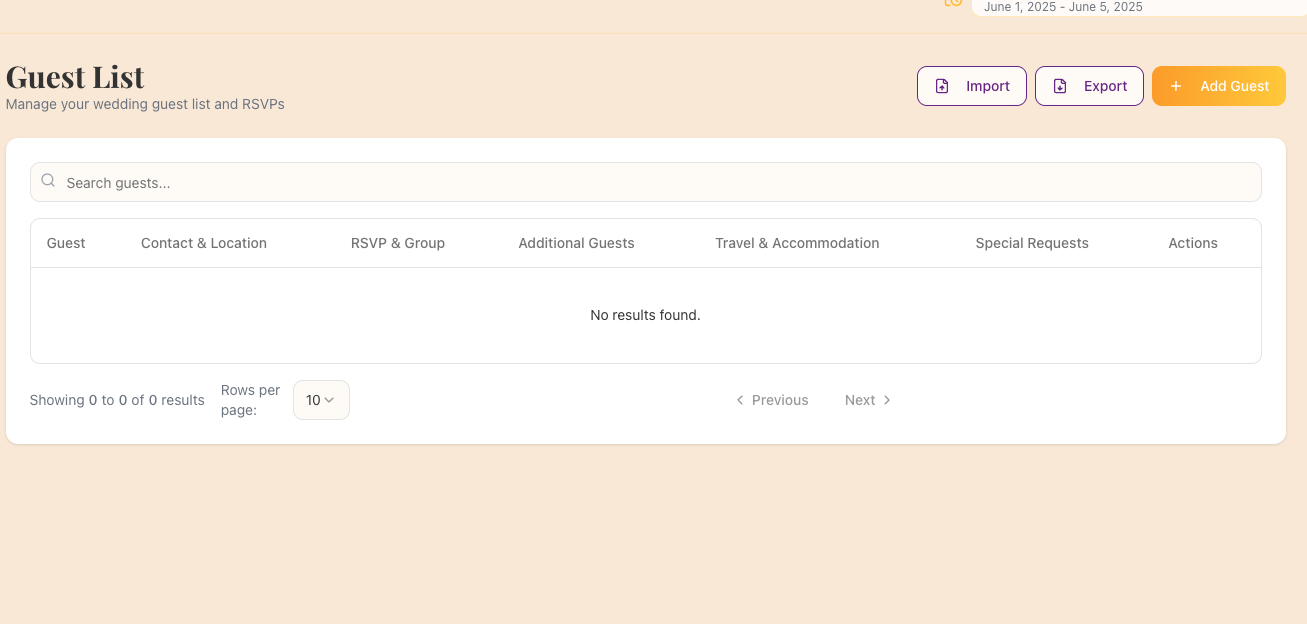 June 1, 2025 - June 5, 2025
Guest List
Manage your wedding guest list and RSVPs
Import
Export
Add Guest
Search guests...
Guest
Contact & Location
RSVP & Group
Additional Guests
Travel & Accommodation
Special Requests
Actions
No results found.
Showing 0 to 0 of 0 results
Rows per
page:
10
Previous
Next